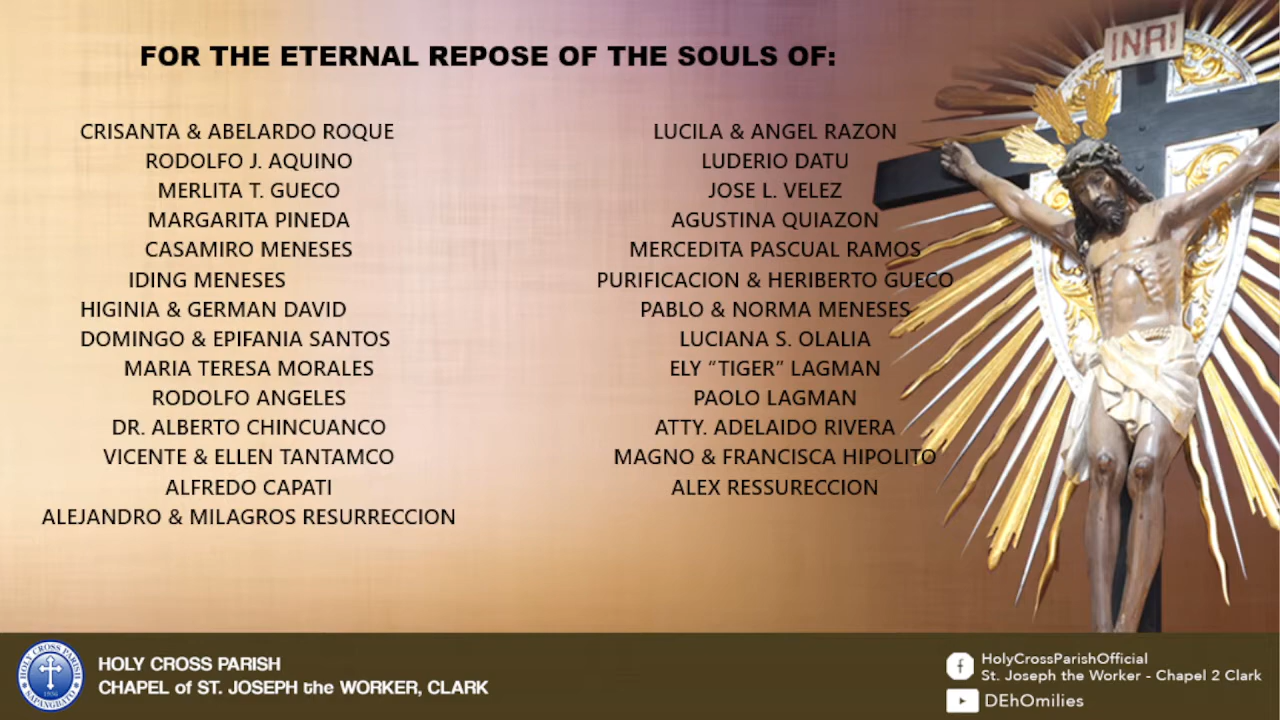 FOR THE ETERNAL REPOSE OF THE SOULS OF:
CRISANTA & ABELARDO ROQUE
RODOLFO J. AQUINO
MERLITA T. GUECO
MARGARITA PINEDA
CASAMIRO MENESES
IDING MENESES
HIGINIA & GERMAN DAVID
DOMINGO & EPIFANIA SANTOS
MARIA TERESA MORALES
RODOLFO ANGELES
DR. ALBERTO CHINCUANCO
VICENTE & ELLEN TANTAMCO
ALFREDO CAPATI
ALEJANDRO & MILAGROS RESURRECCION
LUCILA & ANGEL RAZON
LUDERIO DATU
JOSE L. VELEZ
AGUSTINA QUIAZON
MERCEDITA PASCUAL RAMOS
PURIFICACION & HERIBERTO GUECO
PABLO & NORMA MENESES
LUCIANA S. OLALIA
ELY “TIGER” LAGMAN
PAOLO LAGMAN
ATTY. ADELAIDO RIVERA
MAGNO & FRANCISCA HIPOLITO
ALEX RESSURECCION
INRI
HOLY CROSS PARISH
SAPANGBATO
HOLY CROSS PARISH
CHAPEL of ST. JOSEPH the WORKER, CLARK
HolyCrossParishOfficial
St. Joseph the Worker - Chapel 2 Clark
DEhOmilies